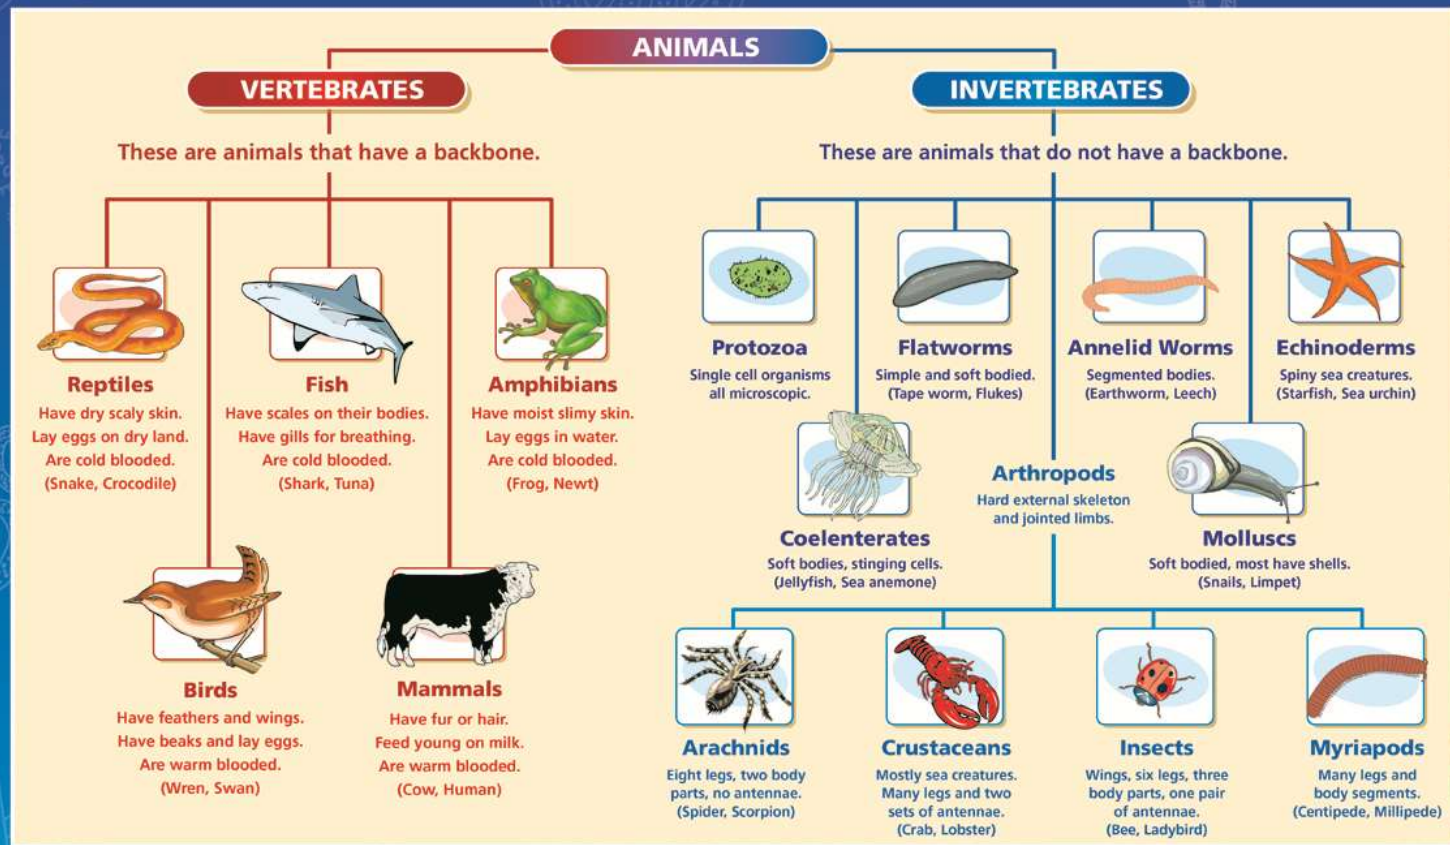 ANIMALS
VERTEBRATES
These are animals that have a backbone.
Reptiles
Have dry scaly skin.
Lay eggs on dry land.
Are cold blooded.
(Snake, Crocodile)
Fish
Have scales on their bodies.
Have gills for breathing.
Are cold blooded.
(Shark, Tuna)
Amphibians
Have moist slimy skin.
Lay eggs in water.
Are cold blooded.
(Frog, Newt)
Birds
Have feathers and wings.
Have beaks and lay eggs.
Are warm blooded.
(Wren, Swan)
Mammals
Have fur or hair.
Feed young on milk.
Are warm blooded.
(Cow, Human)
INVERTEBRATES
These are animals that do not have a backbone.
Protozoa
Single cell organisms
all microscopic.
Flatworms
Simple and soft bodied.
(Tape worm, Flukes)
Annelid Worms
Segmented bodies.
(Earthworm, Leech)
Echinoderms
Spiny sea creatures.
(Starfish, Sea urchin)
Coelenterates
Soft bodies, stinging cells.
(Jellyfish, Sea anemone)
Arthropods
Hard external skeleton
and jointed limbs.
Molluscs
Soft bodied, most have shells.
(Snails, Limpet)
Arachnids
Eight legs, two body
parts, no antennae.
(Spider, Scorpion)
Crustaceans
Mostly sea creatures.
Many legs and two
sets of antennae.
(Crab, Lobster)
Insects
Wings, six legs, three
body parts, one pair
of antennae.
(Bee, Ladybird)
Myriapods
Many legs and
body segments.
(Centipede, Millipede)